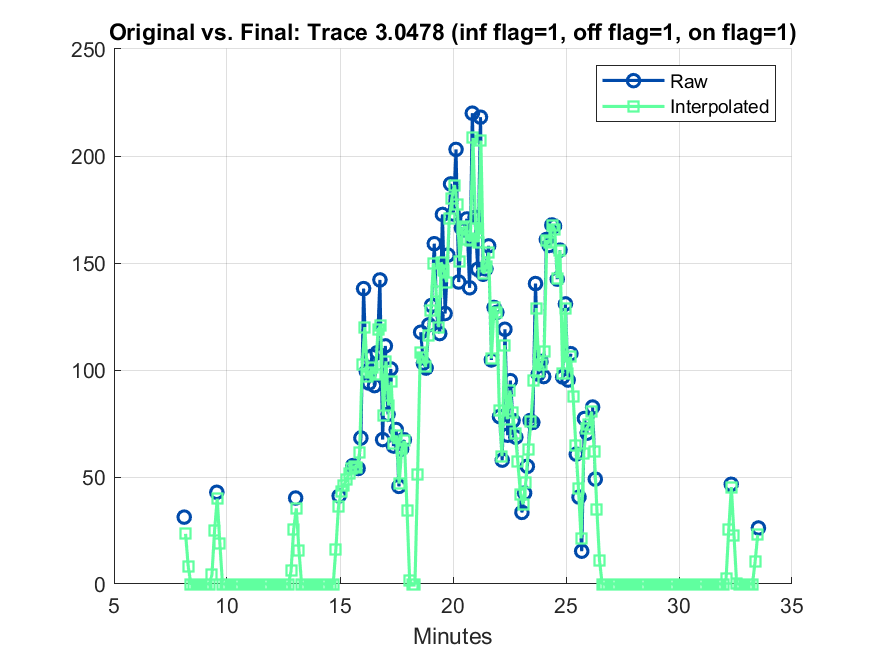 Original vs. Final: Trace 3.0478 (inf flag=1, off flag=1, on flag=1)
250
200
150
100
50
0
Raw
Interpolated
5 10 15 20 25 30 35
Minutes